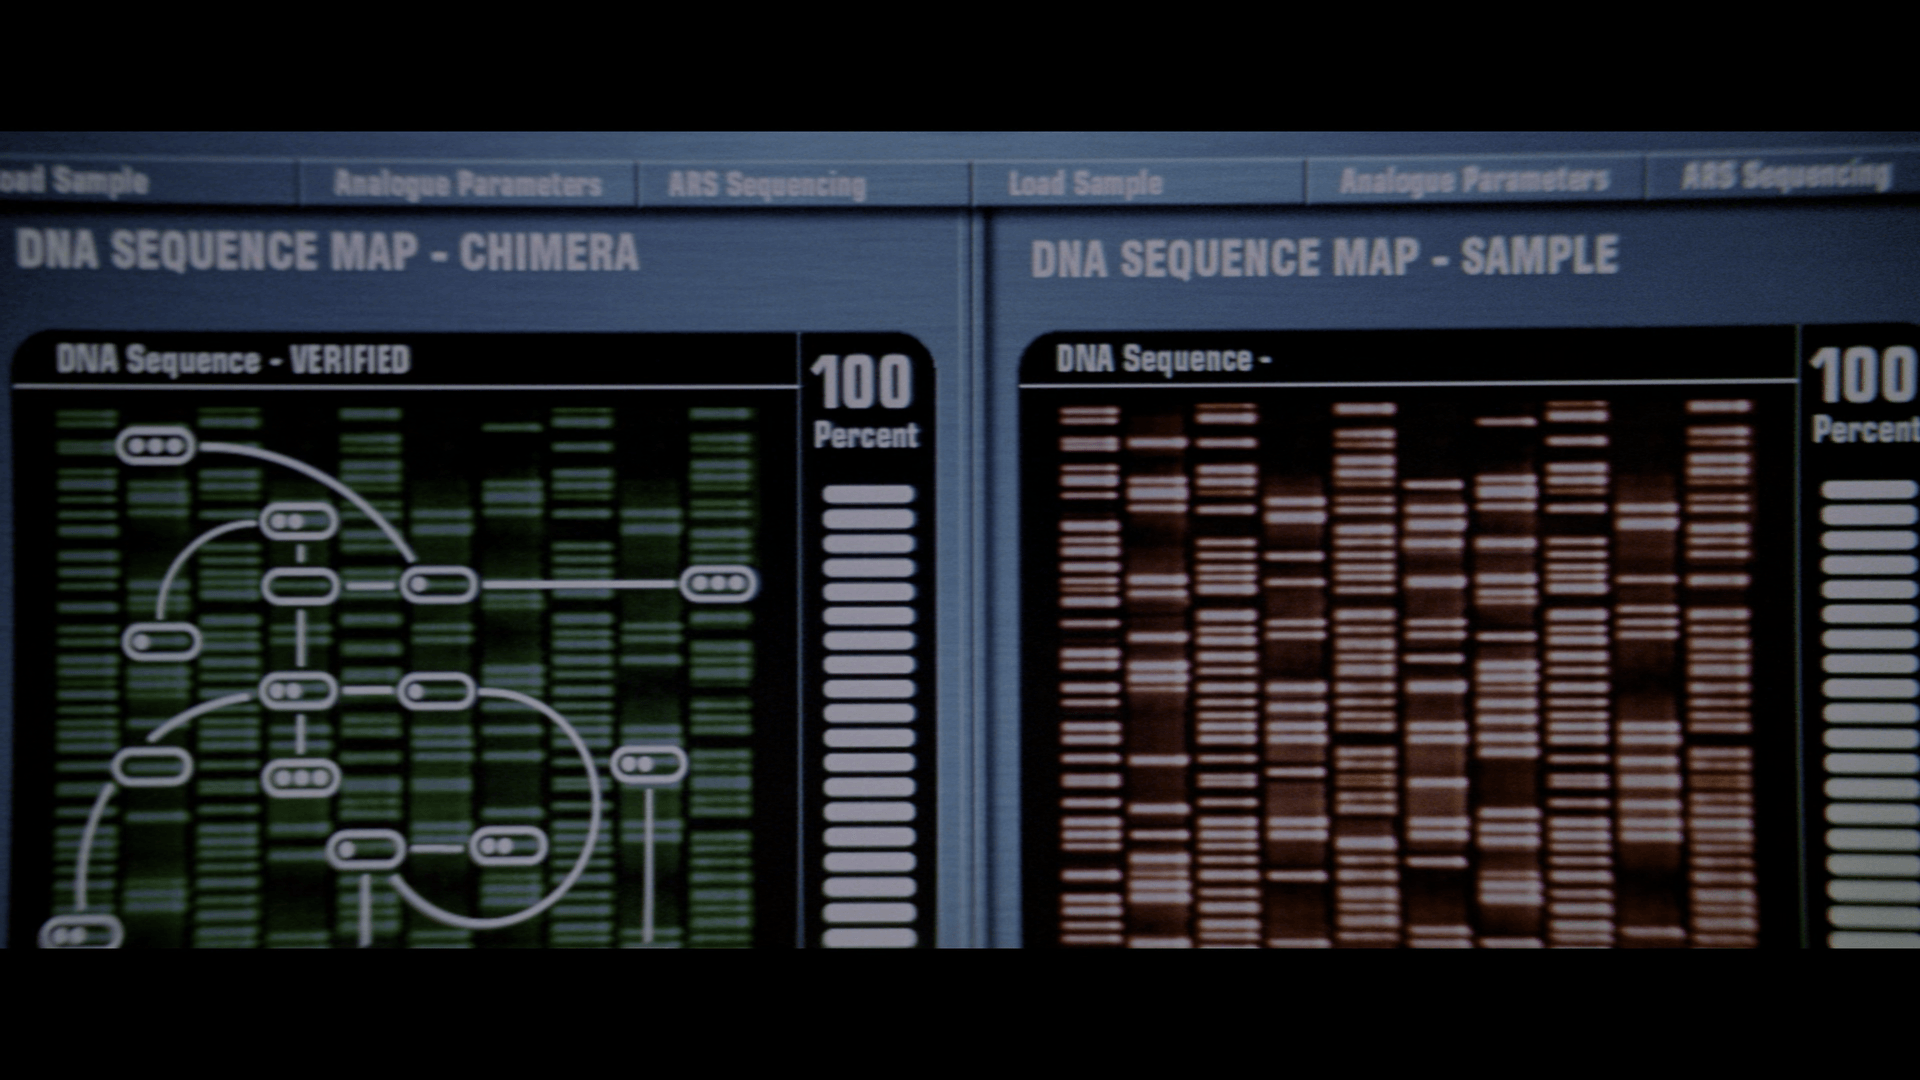 oad Sample
Analogue Parameters
ARS Sequencing
Load Sample
Analogue Parameters
ARS Sequencing
DNA SEQUENCE MAP - CHIMERA
DNA Sequence - VERIFIED
100
Percent
DNA SEQUENCE MAP - SAMPLE
DNA Sequence -
100
Percent